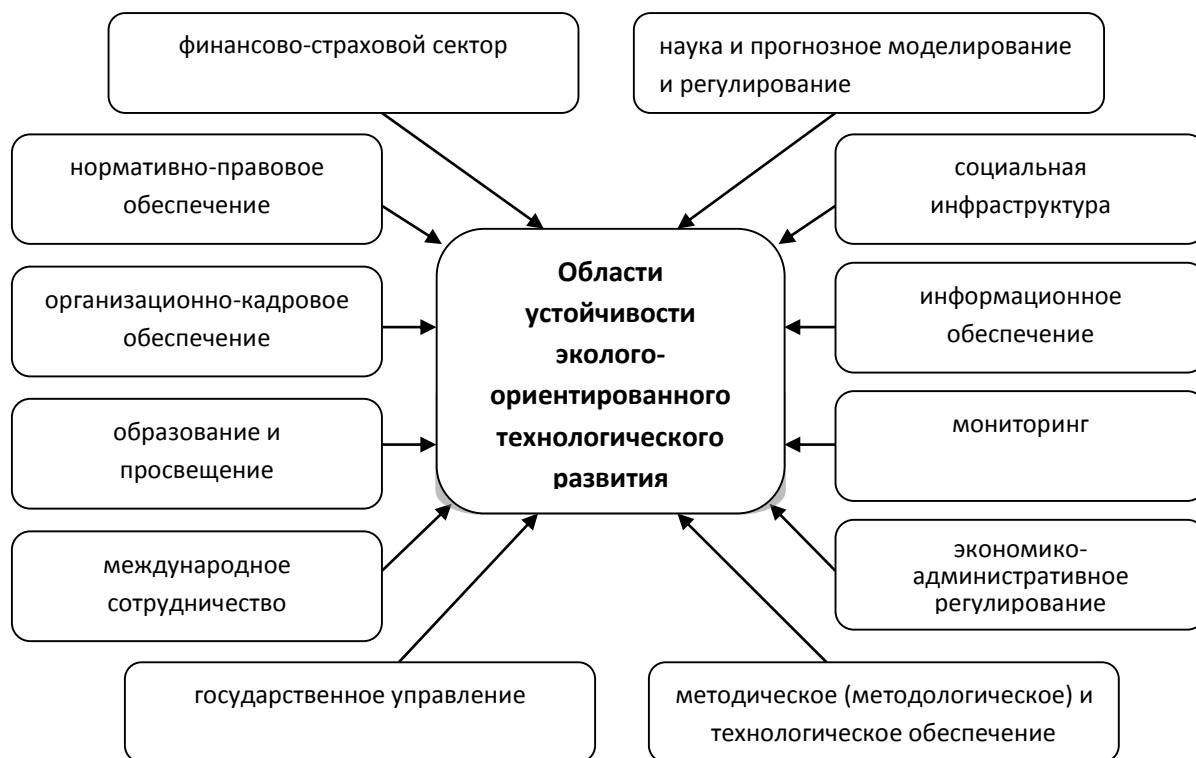 финансово-страховой сектор
наука и прогнозное моделирование
и регулирование
нормативно-правовое
обеспечение
социальная
инфраструктура
организационно-кадровое
обеспечение
Области
устойчивости
эколого-
ориентированного
технологического
развития
информационное
обеспечение
образование и
просвещение
мониторинг
международное
сотрудничество
экономико-
административное
регулирование
государственное управление
методическое (методологическое) и
технологическое обеспечение